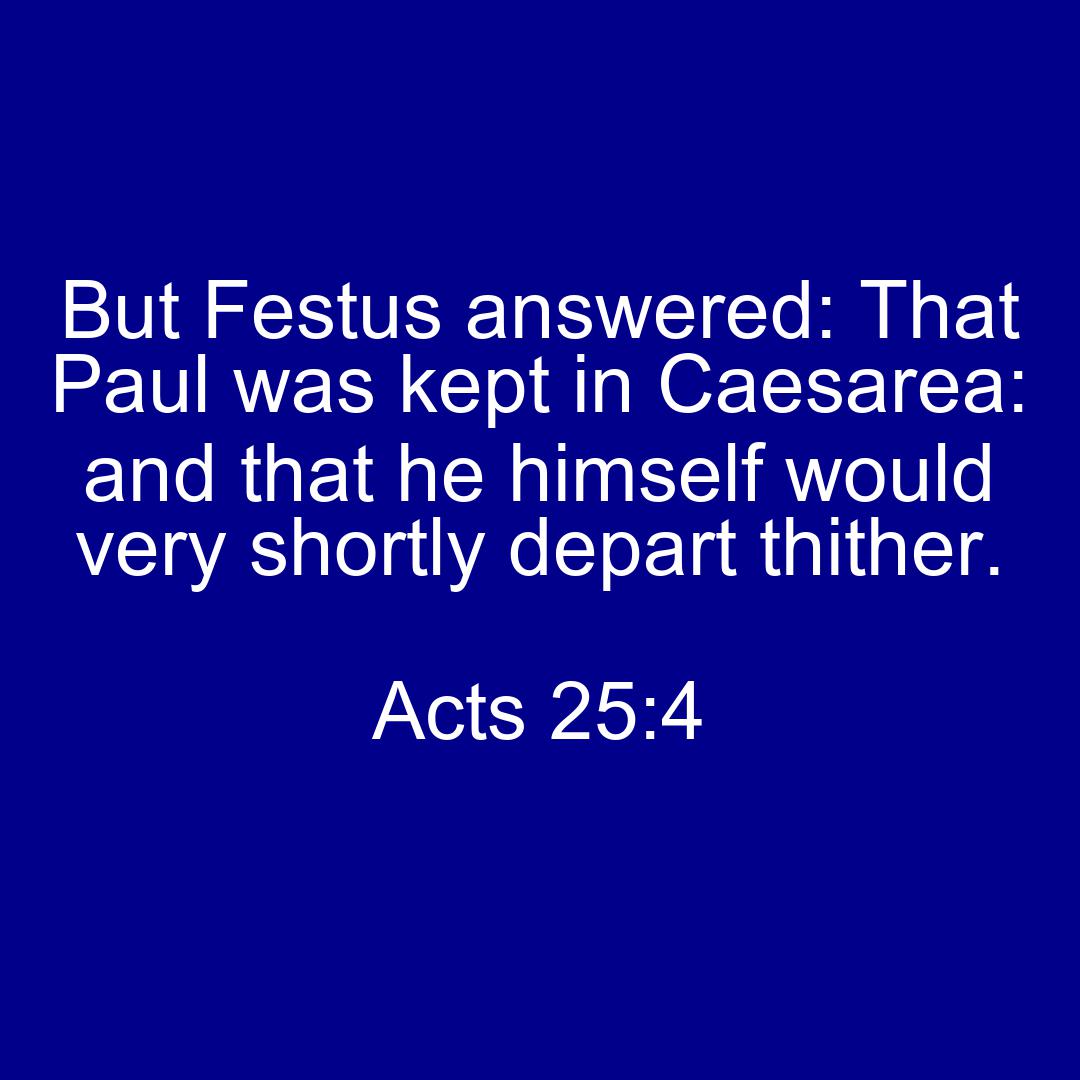 But Festus answered: That
Paul was kept in Caesarea:
and that he himself would
very shortly depart thither.
Acts 25:4